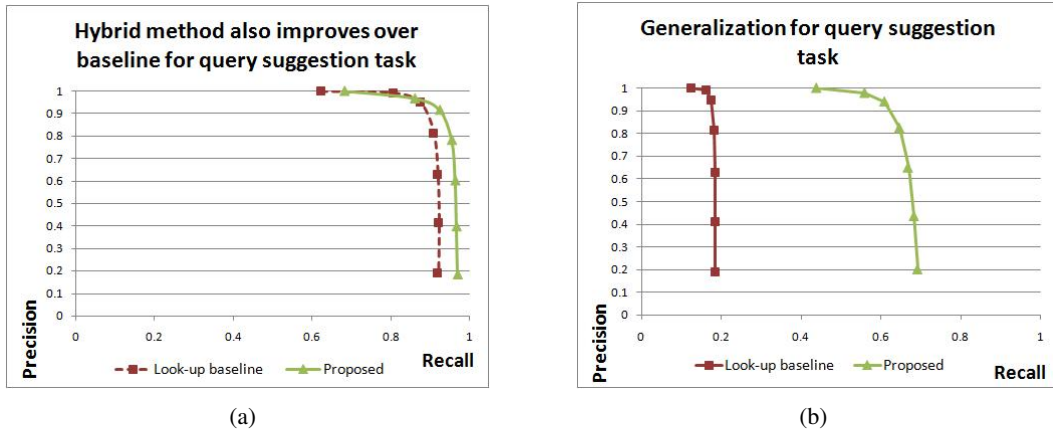 Hybrid method also improves over
baseline for query suggestion task
1
0.9
0.8
0.7
0.6
0.5
0.4
0.3
0.2
0.1
0
0 0.2 0.4 0.6 0.8 1
Precision
Look-up baseline Proposed
Recall
(a)
Generalization for query suggestion
task
1
0.9
0.8
0.7
0.6
0.5
0.4
0.3
0.2
0.1
0
0 0.2 0.4 0.6 0.8 1
Precision
Look-up baseline Proposed
Recall
(b)